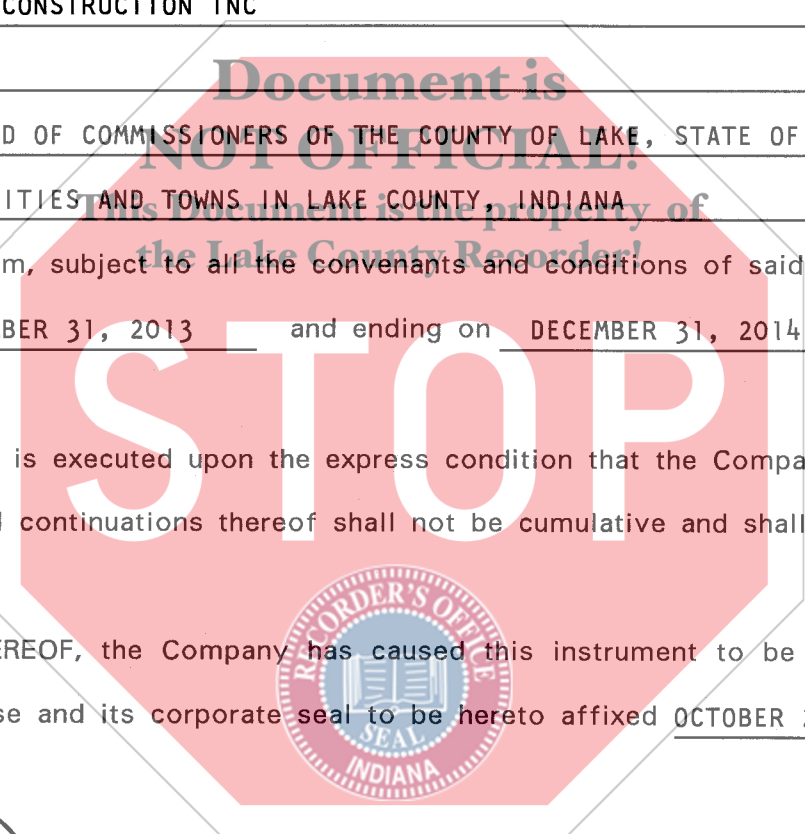 CONSTRUCTION INC
Document is
D OF COMMISSIONERS OF THE COUNTY OF LAKE, STATE OF
NOT OFFICIAL!
ITIES AND TOWNS IN LAKE COUNTY, INDIANA
This Document is the property of
the Lake County Recorder!
m, subject to all the convenants and conditions of said
BER 31, 2013 and ending on DECEMBER 31, 2014
STOP
is executed upon the express condition that the Compa
continuations thereof shall not be cumulative and shall
RECORDER'S OFFICE
EREOF, the Company has caused this instrument to be
se and its corporate seal to be hereto affixed OCTOBER
SEAL
INDIANA